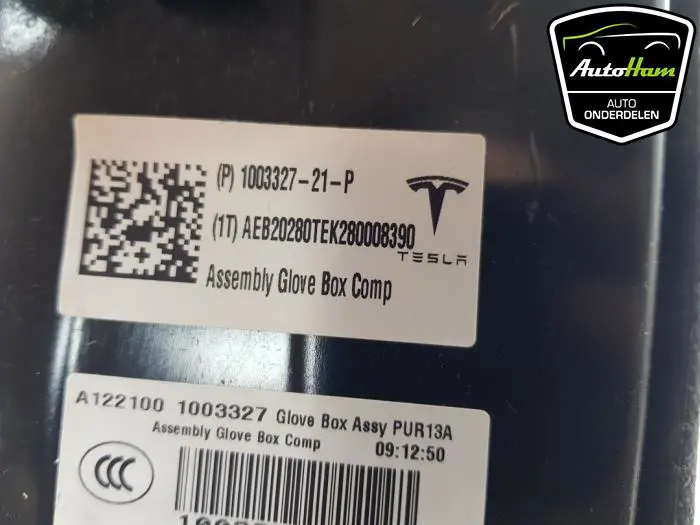 AutoHam
AUTO
ONDERDELEN
(P) 1003327-21-P
(1T) AEB20280TEK280008390
TESLA
Assembly Glove Box Comp
A122100 1003327 Glove Box Assy PUR13A
Assembly Glove Box Comp 09:12:50
CCC